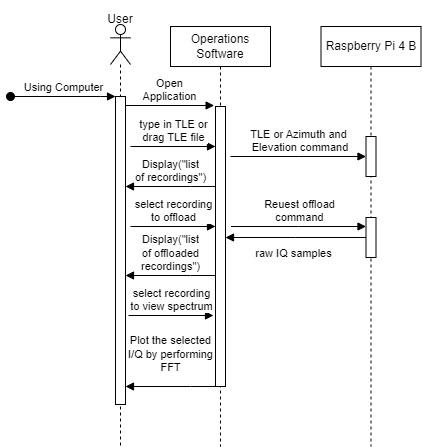 User
Operations
Software
Raspberry Pi 4 B
Using Computer
Open
Application
type in TLE or
drag TLE file
TLE or Azimuth and
Elevation command
Display("list
of recordings")
select recording
to offload
Reuest offload
command
Display("list
of offloaded
recordings")
raw IQ samples
select recording
to view spectrum
Plot the selected
I/Q by performing
FFT